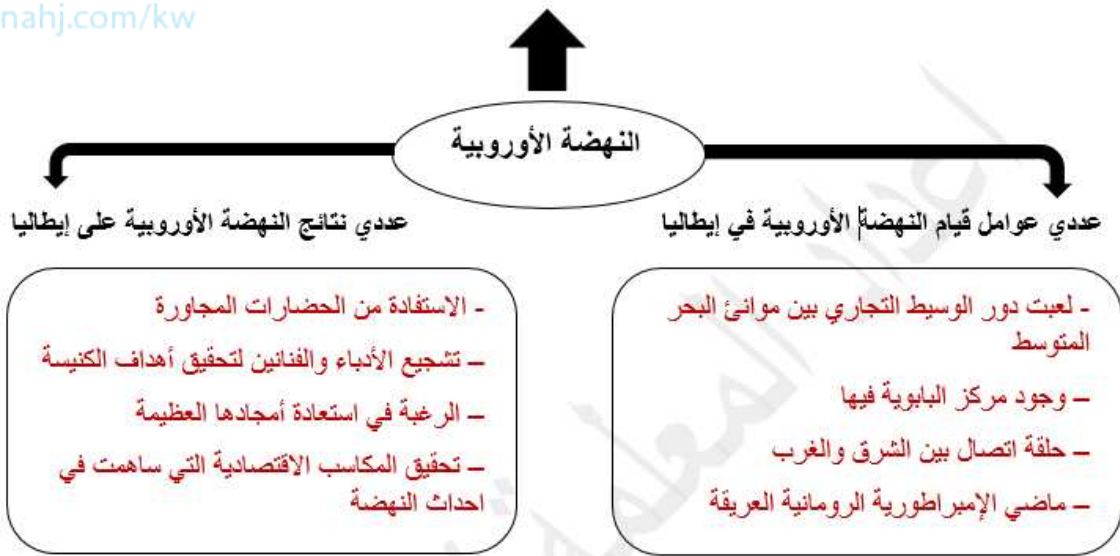 nahj.com/kw
النهضة الأوروبية
عددي عوامل قيام النهضة الأوروبية في إيطاليا
- لعبت دور الوسيط التجاري بين موانئ البحر
المتوسط
– وجود مركز البابوية فيها
– حلقة اتصال بين الشرق والغرب
– ماضي الإمبراطورية الرومانية العريقة
عددي نتائج النهضة الأوروبية على إيطاليا
- الاستفادة من الحضارات المجاورة
– تشجيع الأدباء والفنانين لتحقيق أهداف الكنيسة
– الرغبة في استعادة أمجادها العظيمة
– تحقيق المكاسب الاقتصادية التي ساهمت في
احداث النهضة